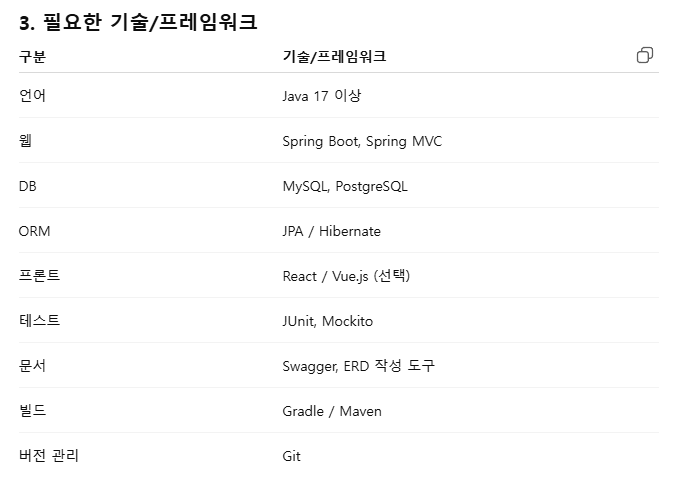 3. 필요한 기술/프레임워크
구분 기술/프레임워크
언어 Java 17 이상
웹 Spring Boot, Spring MVC
DB MySQL, PostgreSQL
ORM JPA / Hibernate
프론트 React / Vue.js (선택)
테스트 JUnit, Mockito
문서 Swagger, ERD 작성 도구
빌드 Gradle / Maven
버전 관리 Git